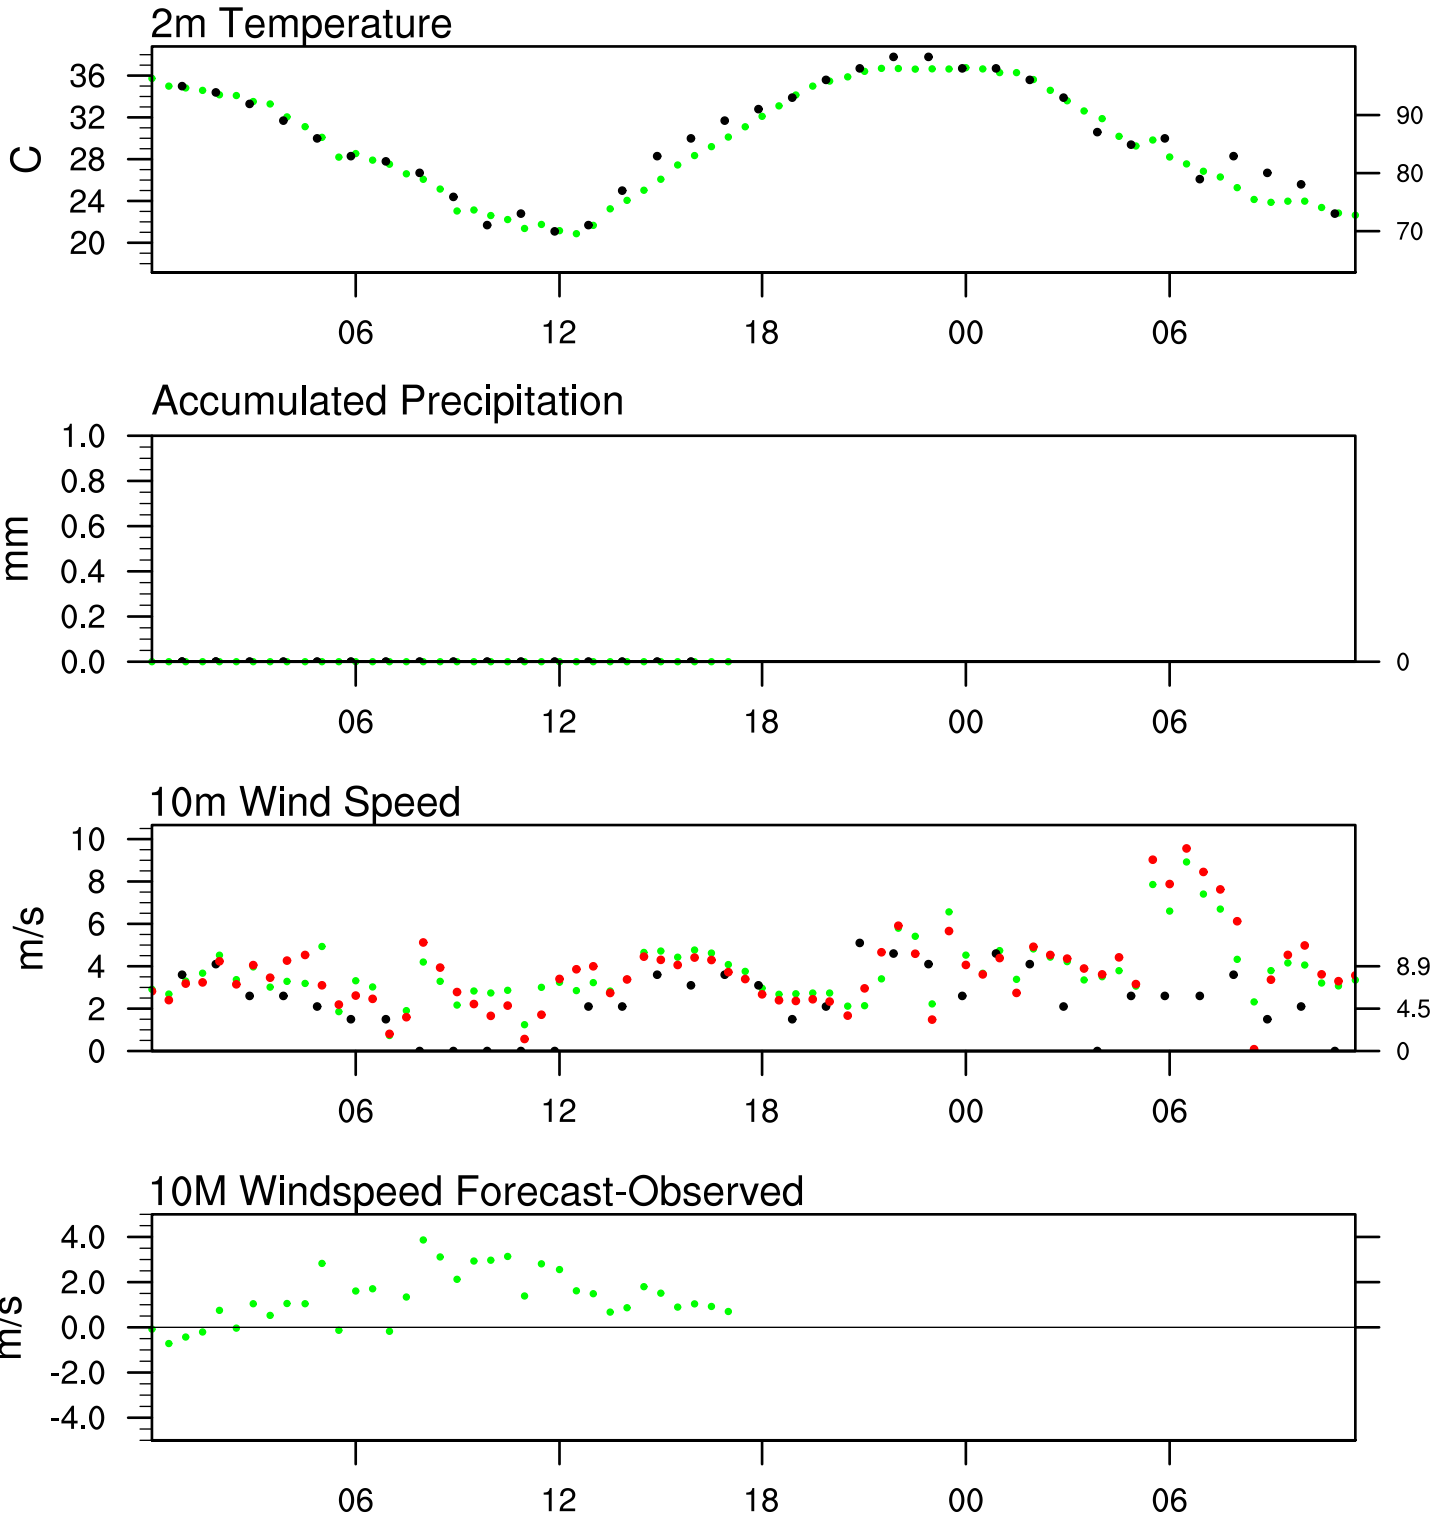 2m Temperature
36
32
28
24
20
C
90
80
70
06 12 18 00 06
Accumulated Precipitation
1.0
0.8
0.6
0.4
0.2
0.0
mm
0
06 12 18 00 06
10m Wind Speed
10
8
6
4
2
0
m/s
8.9
4.5
0
06 12 18 00 06
10M Windspeed Forecast-Observed
4.0
2.0
0.0
-2.0
-4.0
m/s
06 12 18 00 06